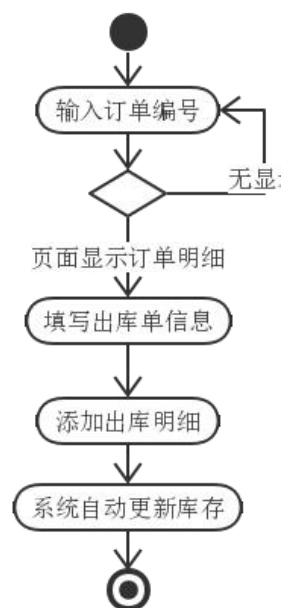 输入订单编号
无显
页面显示订单明细
填写出库单信息
添加出库明细
系统自动更新库存